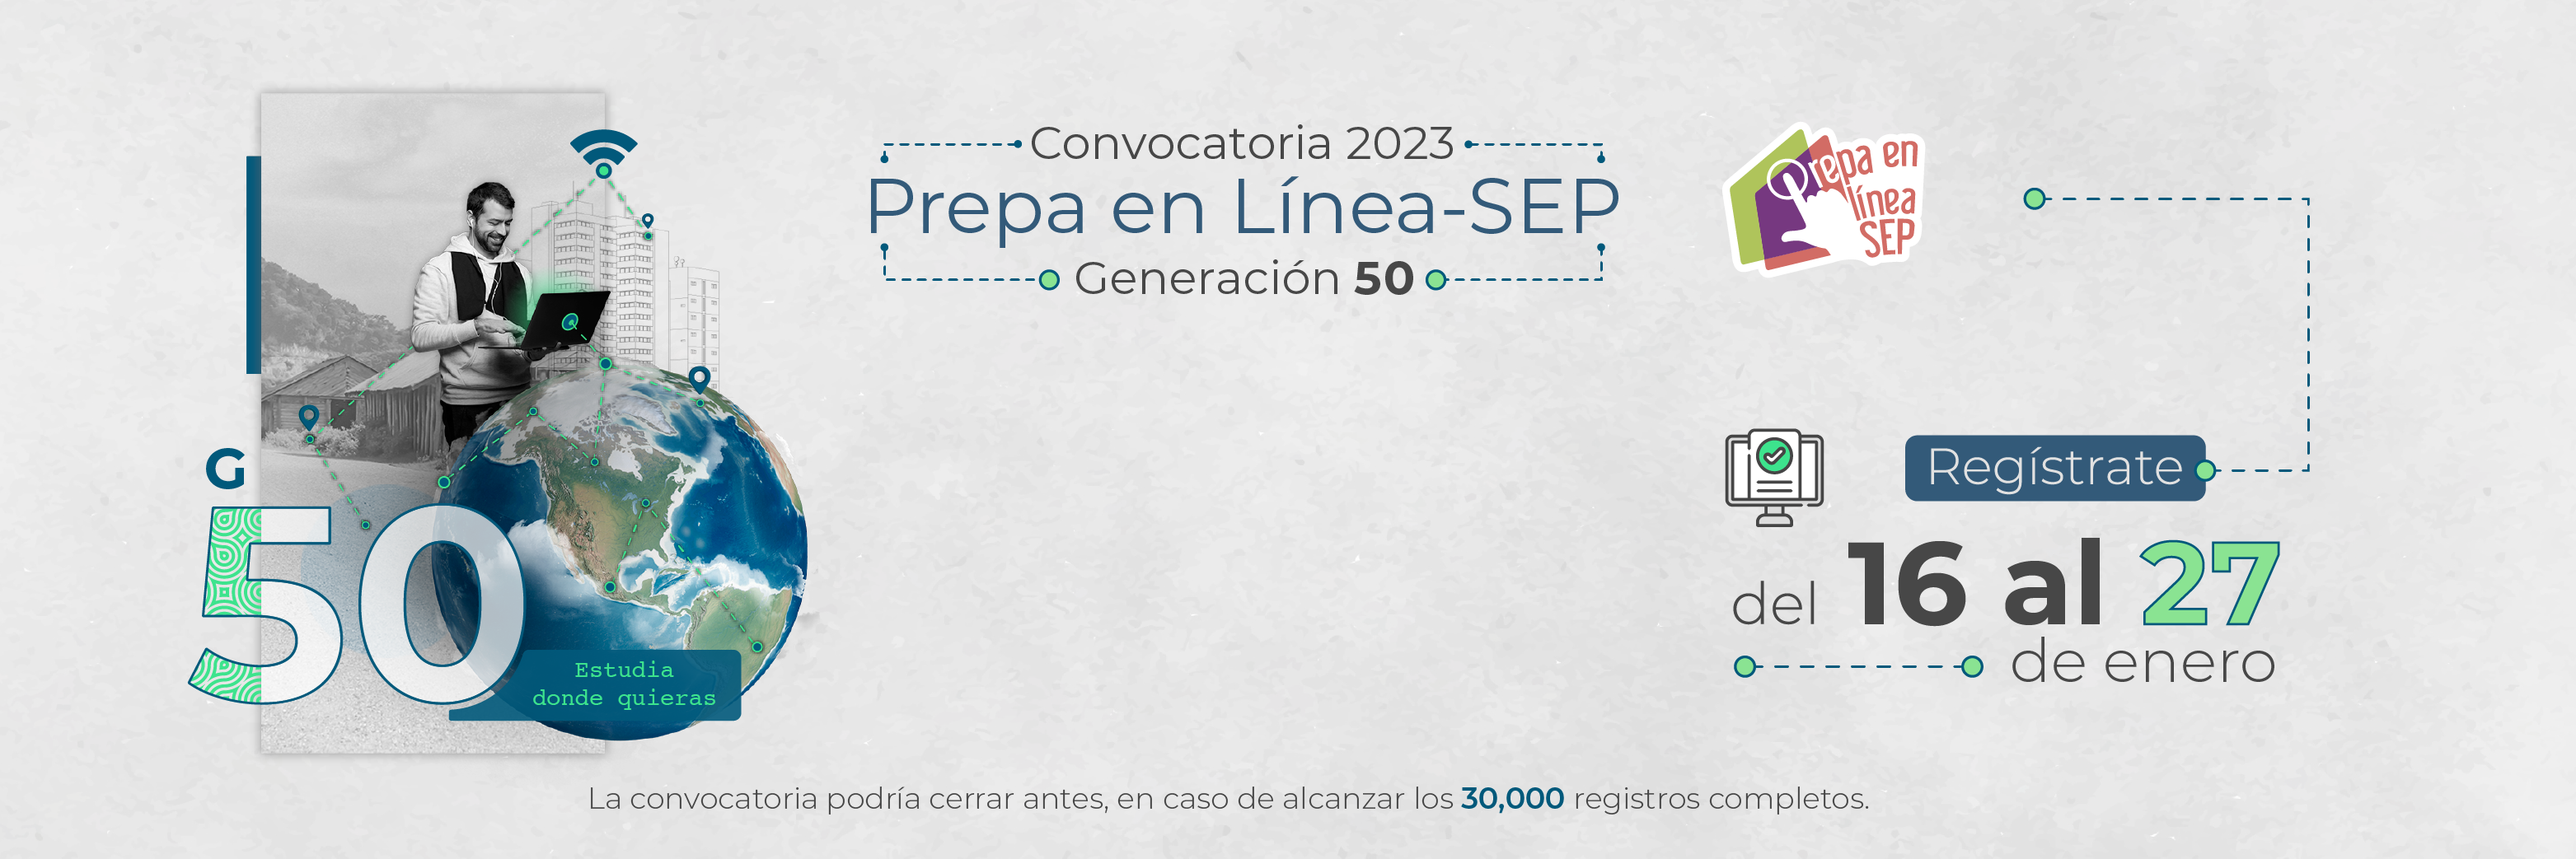 Convocatoria 2023
Prepa en Línea-SEP
Generación 50
Prepa en
línea
SEP
G
50
Estudia
donde quieras
Regístrate
del 16 al 27
de enero
La convocatoria podría cerrar antes, en caso de alcanzar los 30,000 registros completos.